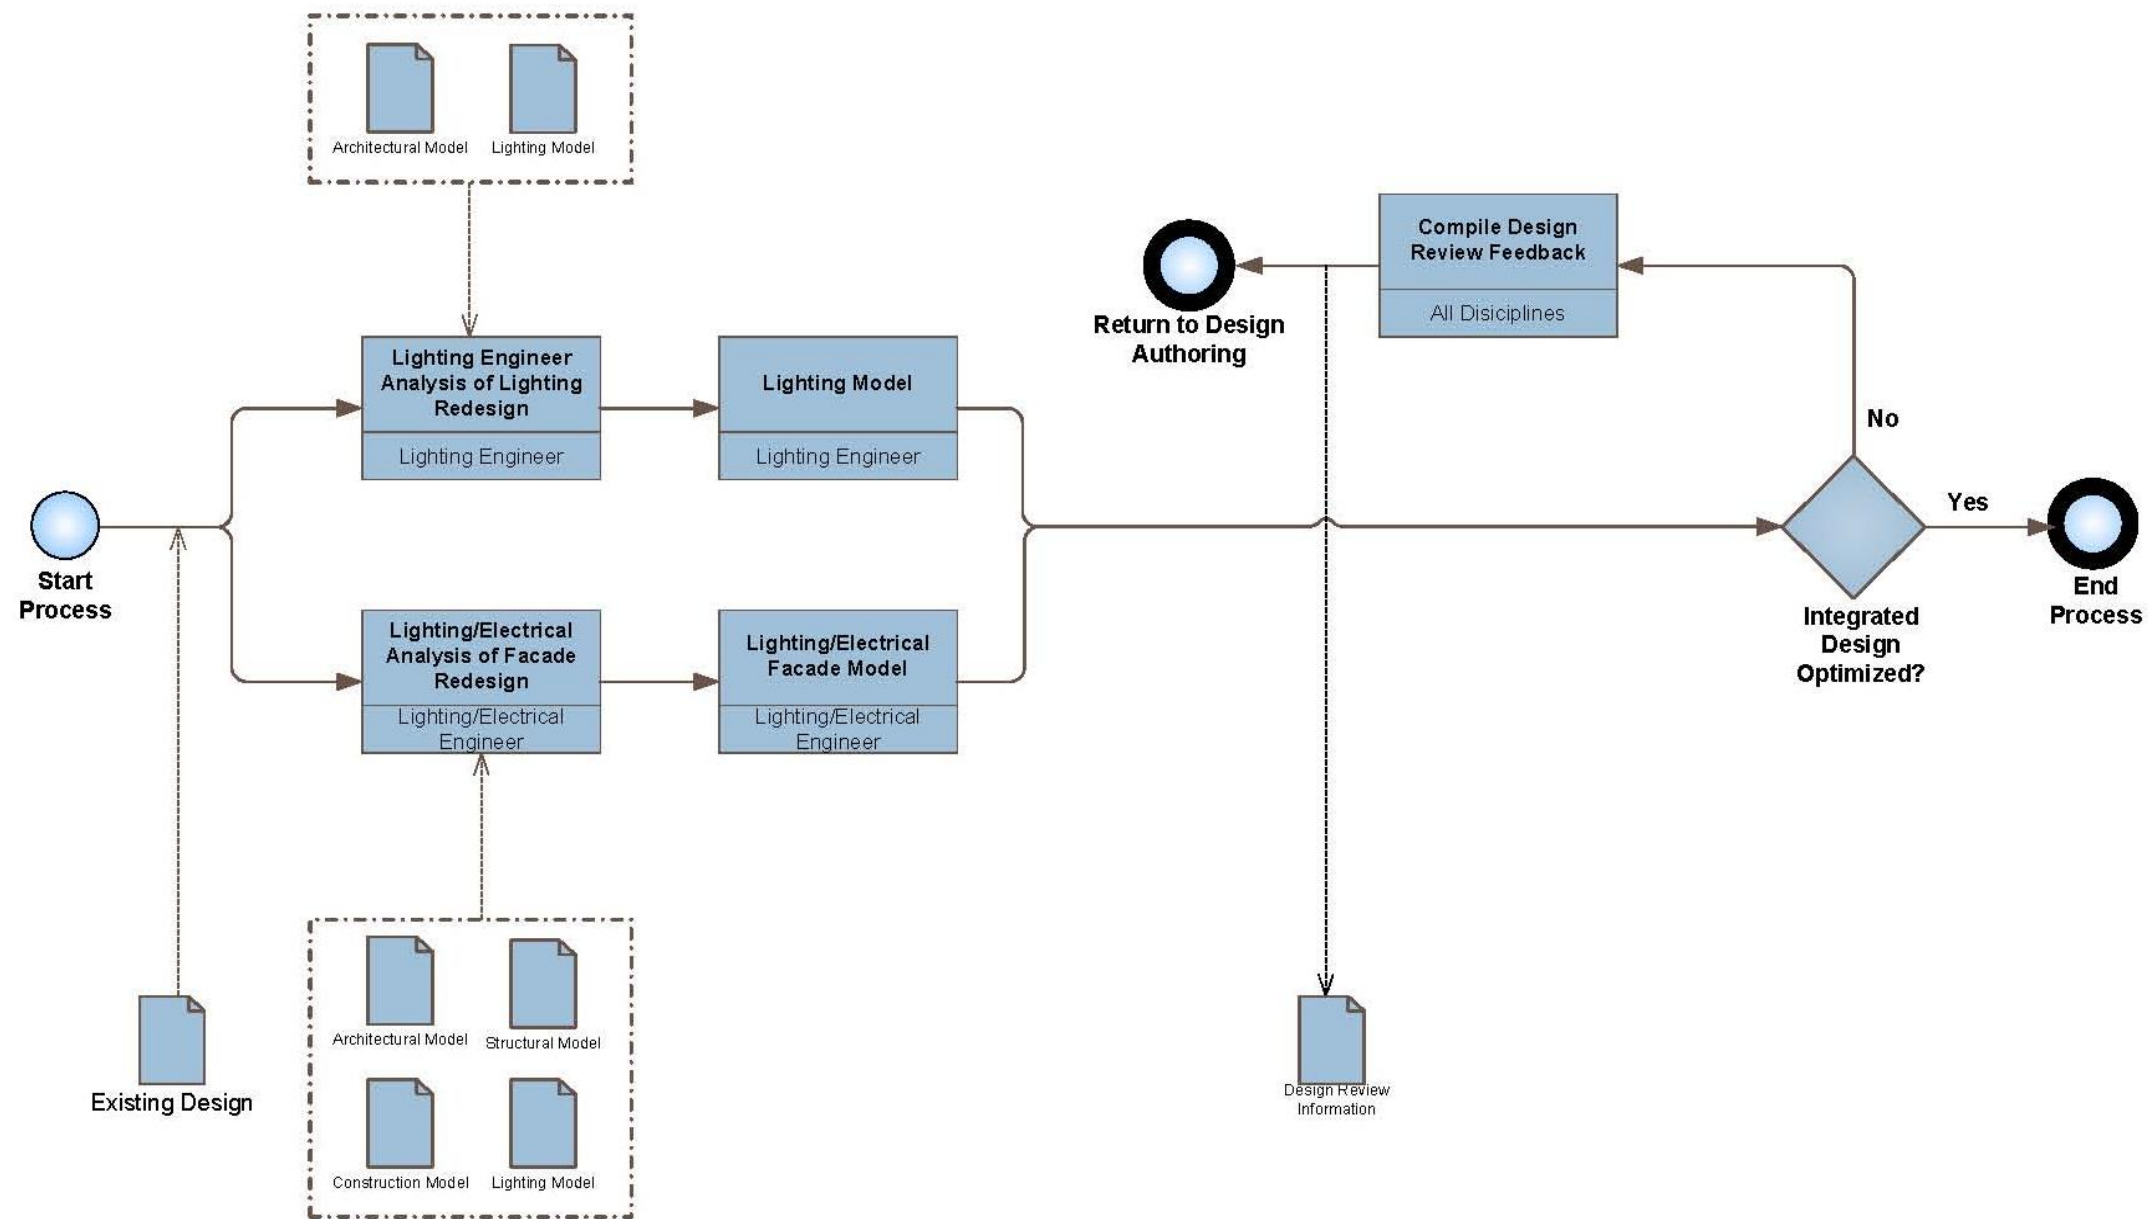 Architectural Model
Lighting Model
Compile Design
Review Feedback
All Disiciplines
Return to Design
Authoring
Lighting Engineer
Analysis of Lighting
Redesign
Lighting Engineer
Lighting Model
Lighting Engineer
No
Yes
Start
Process
End
Process
Integrated
Design
Optimized?
Lighting/Electrical
Analysis of Facade
Redesign
Lighting/Electrical
Engineer
Lighting/Electrical
Facade Model
Lighting/Electrical
Engineer
Existing Design
Architectural Model
Structural Model
Construction Model
Lighting Model
Design Review
Information